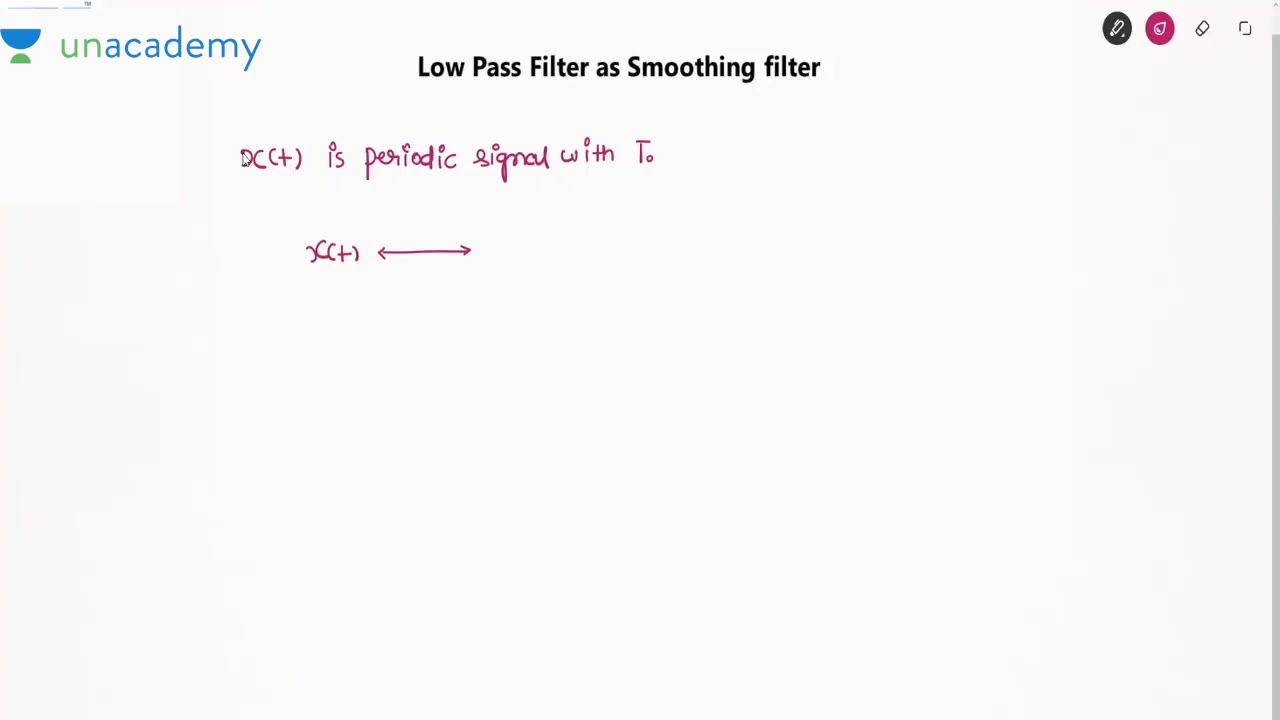 unacademy
Low Pass Filter as Smoothing filter
x(t) is periodic signal with T₀
x(t) ⟷